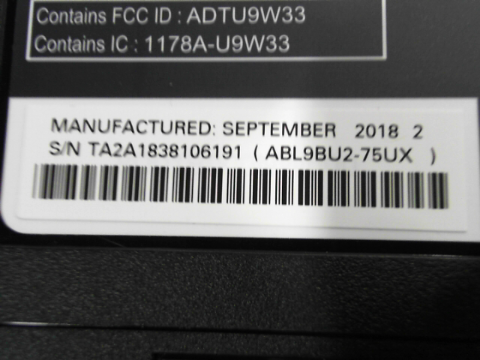 Contains FCC ID : ADTU9W33
Contains IC : 1178A-U9W33
MANUFACTURED: SEPTEMBER 2018 2
S/N TA2A1838106191 ( ABL9BU2-75UX )